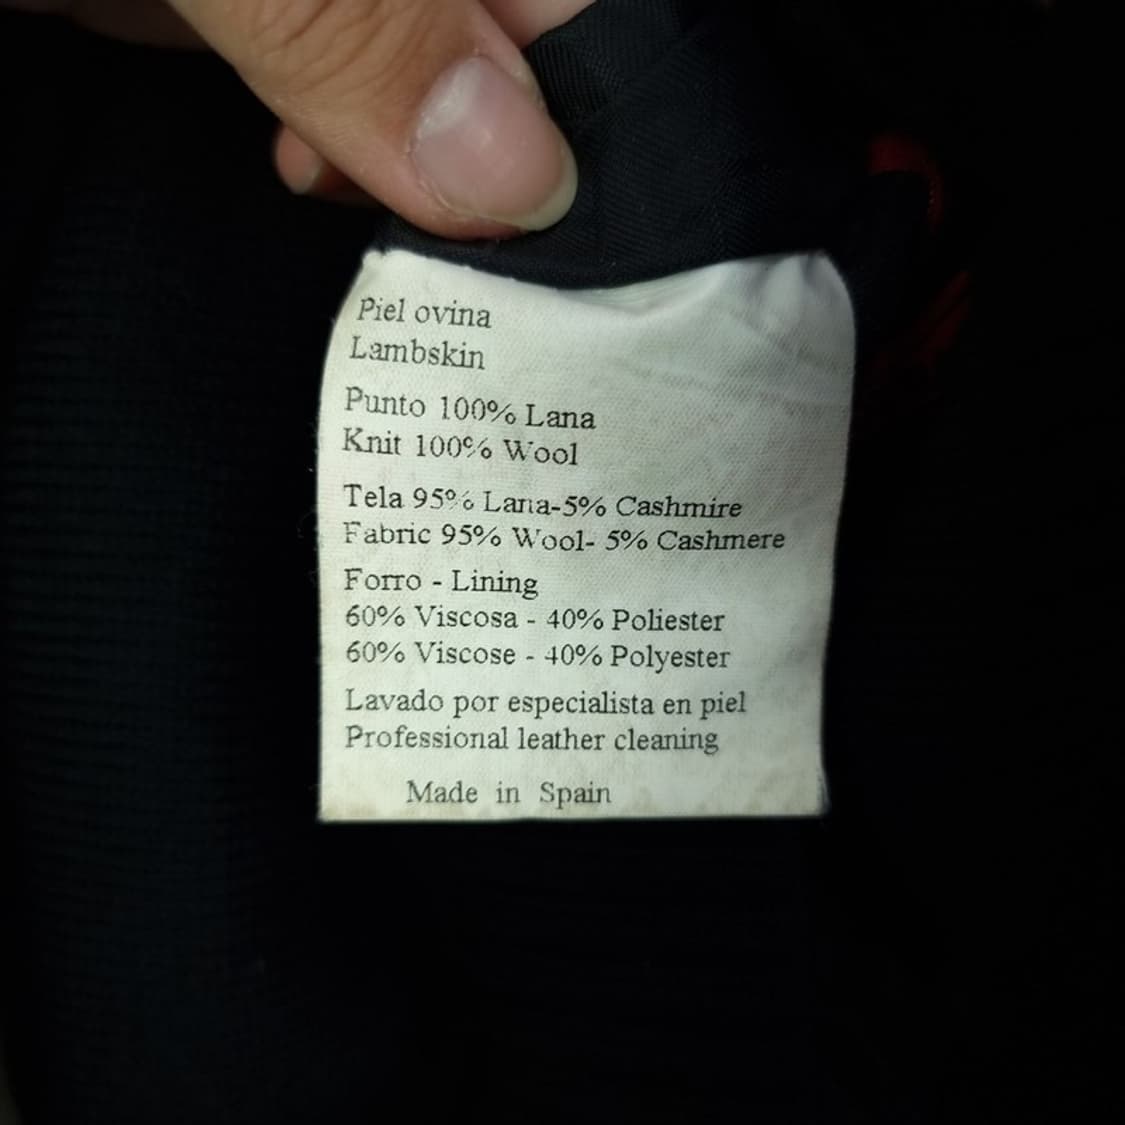 Piel ovina
Lambskin
Punto 100% Lana
Knit 100% Wool
Tela 95% Lana-5% Cashmire
Fabric 95% Wool- 5% Cashmere
Forro - Lining
60% Viscosa - 40% Poliester
60% Viscose - 40% Polyester
Lavado por especialista en piel
Professional leather cleaning
Made in Spain